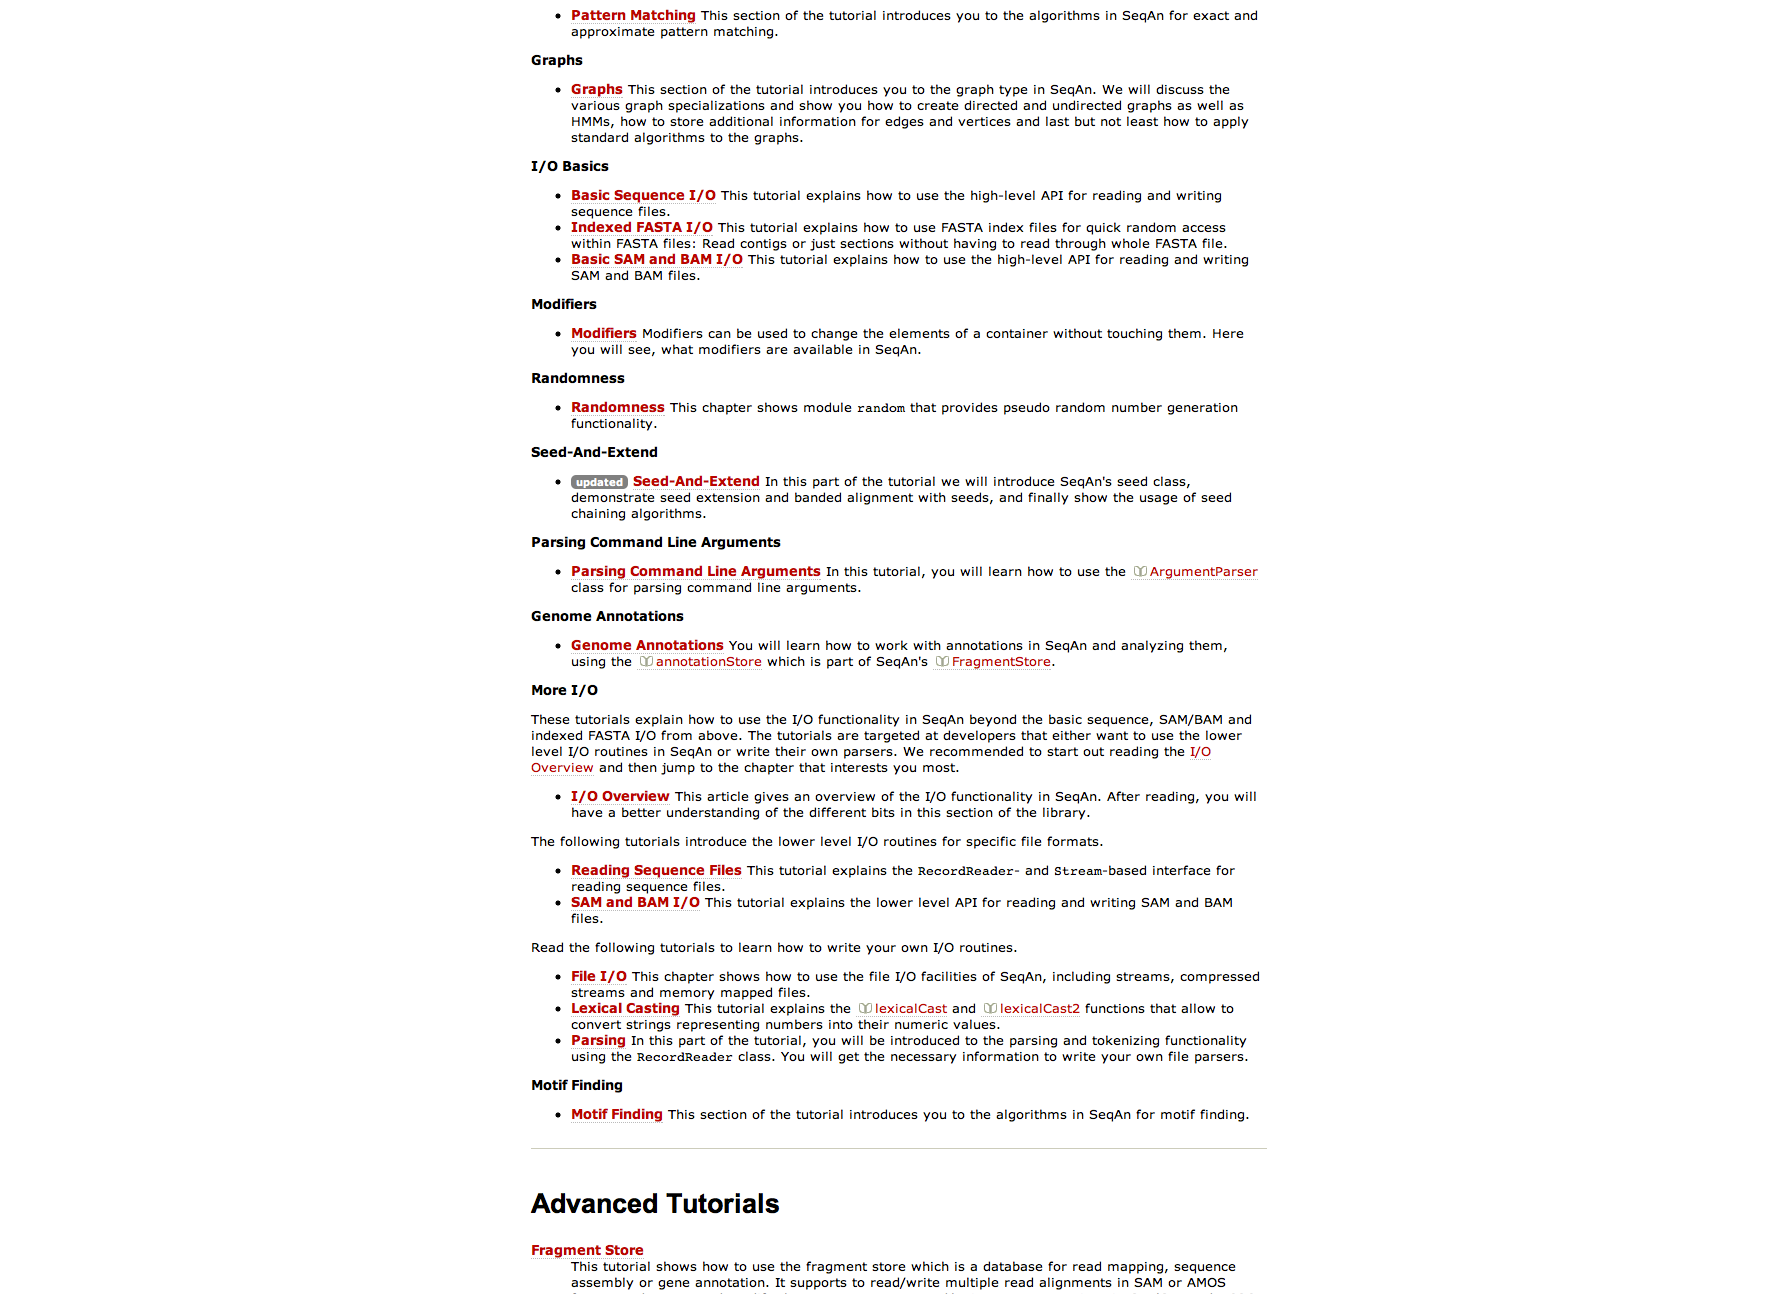 Pattern Matching This section of the tutorial introduces you to the algorithms in SeqAn for exact and
approximate pattern matching.
Graphs
Graphs This section of the tutorial introduces you to the graph type in SeqAn. We will discuss the
various graph specializations and show you how to create directed and undirected graphs as well as
HMMs, how to store additional information for edges and vertices and last but not least how to apply
standard algorithms to the graphs.
I/O Basics
Basic Sequence I/O This tutorial explains how to use the high-level API for reading and writing
sequence files.
Indexed FASTA I/O This tutorial explains how to use FASTA index files for quick random access
within FASTA files: Read contigs or just sections without having to read through whole FASTA file.
Basic SAM and BAM I/O This tutorial explains how to use the high-level API for reading and writing
SAM and BAM files.
Modifiers
Modifiers Modifiers can be used to change the elements of a container without touching them. Here
you will see, what modifiers are available in SeqAn.
Randomness
Randomness This chapter shows module random that provides pseudo random number generation
functionality.
Seed-And-Extend
updated Seed-And-Extend In this part of the tutorial we will introduce SeqAn's seed class,
demonstrate seed extension and banded alignment with seeds, and finally show the usage of seed
chaining algorithms.
Parsing Command Line Arguments
Parsing Command Line Arguments In this tutorial, you will learn how to use the ArgumentParser
class for parsing command line arguments.
Genome Annotations
Genome Annotations You will learn how to work with annotations in SeqAn and analyzing them,
using the annotationStore which is part of SeqAn's FragmentStore.
More I/O
These tutorials explain how to use the I/O functionality in SeqAn beyond the basic sequence, SAM/BAM and
indexed FASTA I/O from above. The tutorials are targeted at developers that either want to use the lower
level I/O routines in SeqAn or write their own parsers. We recommended to start out reading the I/O
Overview and then jump to the chapter that interests you most.
I/O Overview This article gives an overview of the I/O functionality in SeqAn. After reading, you will
have a better understanding of the different bits in this section of the library.
The following tutorials introduce the lower level I/O routines for specific file formats.
Reading Sequence Files This tutorial explains the RecordReader- and Stream-based interface for
reading sequence files.
SAM and BAM I/O This tutorial explains the lower level API for reading and writing SAM and BAM
files.
Read the following tutorials to learn how to write your own I/O routines.
File I/O This chapter shows how to use the file I/O facilities of SeqAn, including streams, compressed
streams and memory mapped files.
Lexical Casting This tutorial explains the lexicalCast and lexicalCast2 functions that allow to
convert strings representing numbers into their numeric values.
Parsing In this part of the tutorial, you will be introduced to the parsing and tokenizing functionality
using the RecordReader class. You will get the necessary information to write your own file parsers.
Motif Finding
Motif Finding This section of the tutorial introduces you to the algorithms in SeqAn for motif finding.
Advanced Tutorials
Fragment Store
This tutorial shows how to use the fragment store which is a database for read mapping, sequence
assembly or gene annotation. It supports to read/write multiple read alignments in SAM or AMOS